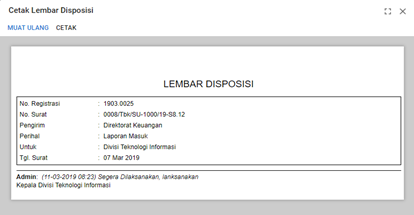 Cetak Lembar Disposisi
MUAT ULANG CETAK
LEMBAR DISPOSISI
No. Registrasi : 1903.0025
No. Surat : 0008/Tbk/SU-1000/19-S8.12
Pengirim : Direktorat Keuangan
Perihal : Laporan Masuk
Untuk : Divisi Teknologi Informasi
Tgl. Surat : 07 Mar 2019
Admin: (11-03-2019 08:23) Segera Dilaksanakan, lanksanakan
Kepala Divisi Teknologi Informasi